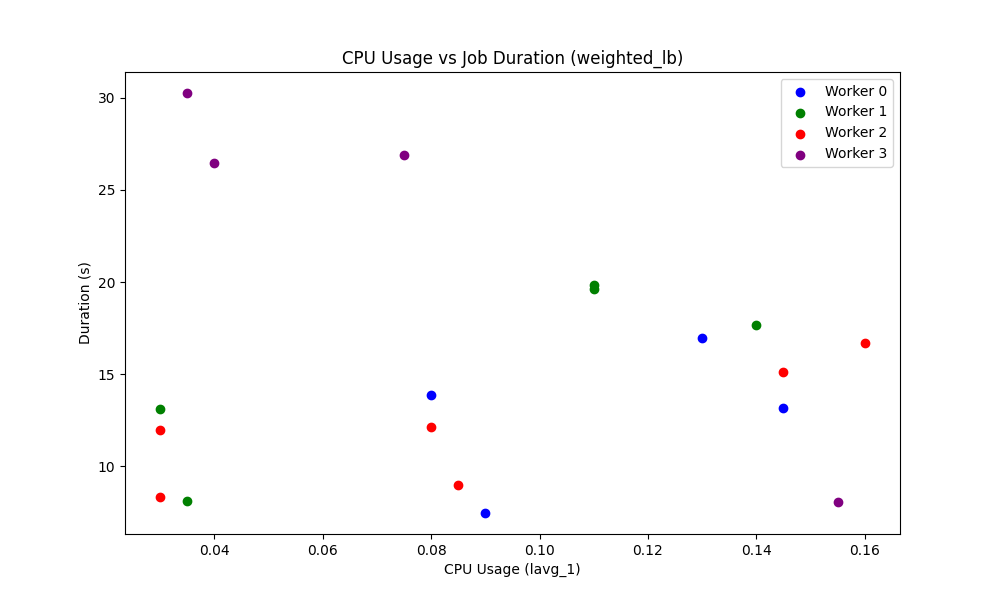 CPU Usage vs Job Duration (weighted_lb)
Worker 0
Worker 1
Worker 2
Worker 3
30
25
20
15
10
Duration (s)
0.04 0.06 0.08 0.10 0.12 0.14 0.16
CPU Usage (lavg_1)